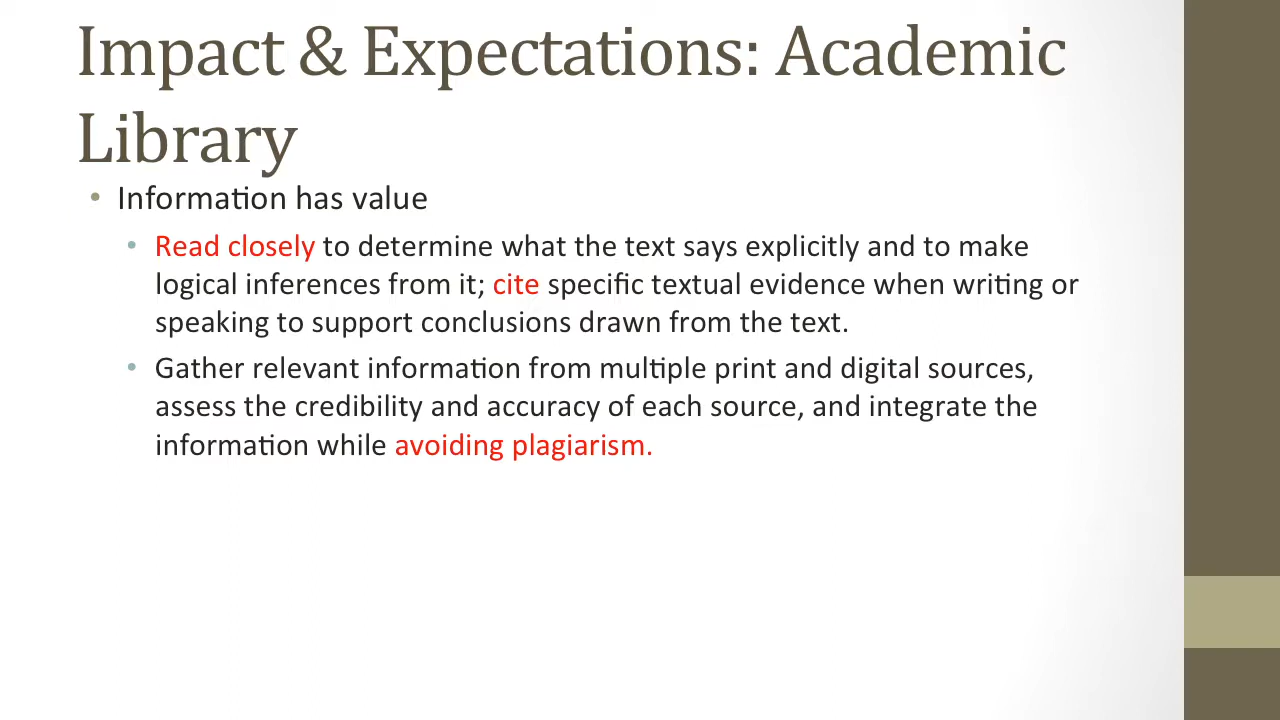 Impact & Expectations: Academic
Library
• Information has value
• Read closely to determine what the text says explicitly and to make
logical inferences from it; cite specific textual evidence when writing or
speaking to support conclusions drawn from the text.
• Gather relevant information from multiple print and digital sources,
assess the credibility and accuracy of each source, and integrate the
information while avoiding plagiarism.